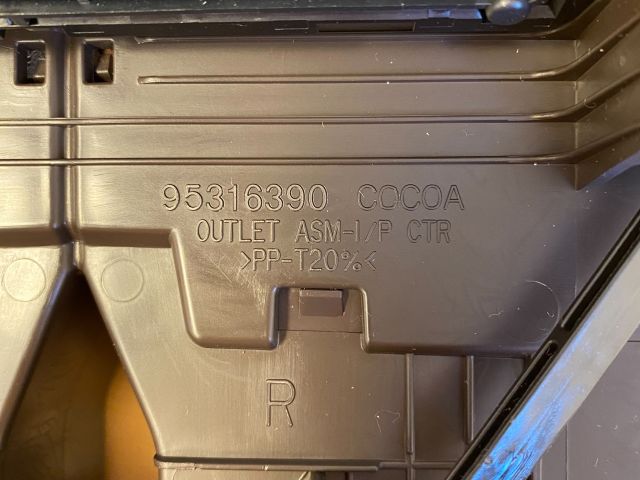 95316390 COCOA
OUTLET ASM-I/P CTR
>PP-T20%<
R